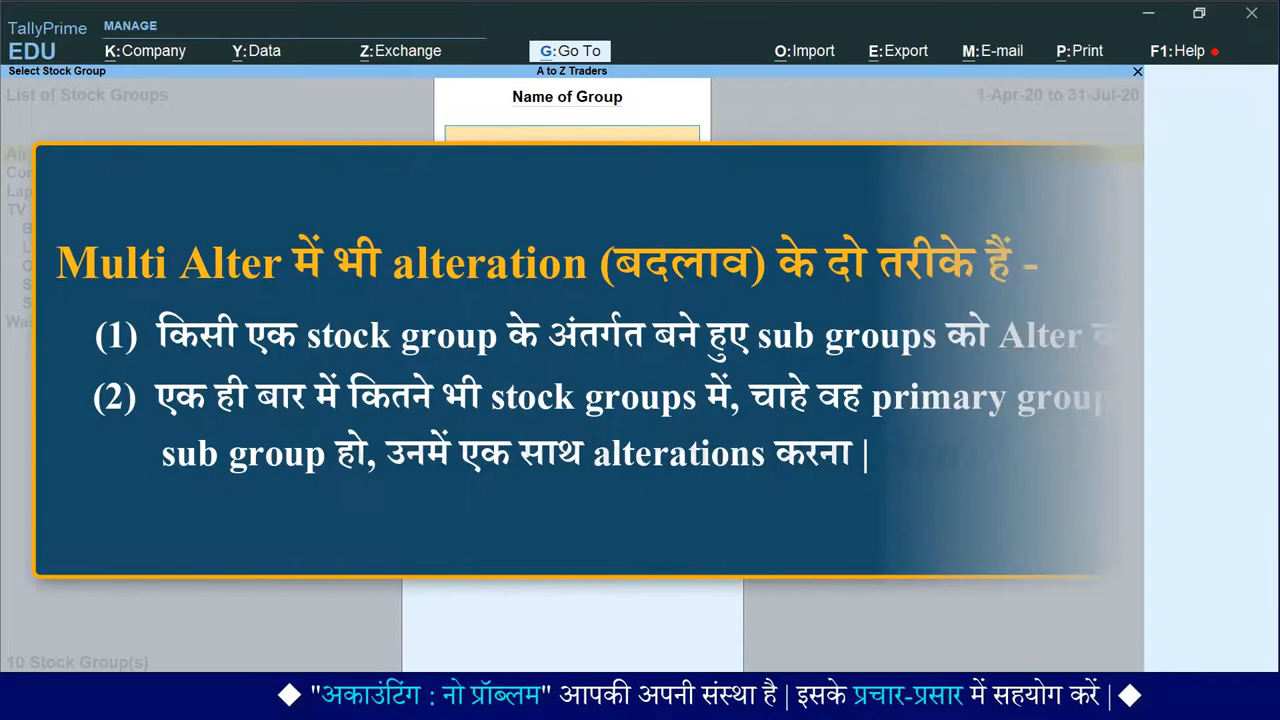 TallyPrime
MANAGE
EDU
K:Company
Y:Data
Z:Exchange
G:Go To
O:Import
E:Export
M:E-mail
P:Print
F1:Help
Select Stock Group
A to Z Traders
List of Stock Groups
Name of Group
1-Apr-20 to 31-Jul-20
TV
Multi Alter में भी alteration (बदलाव) के दो तरीके हैं -
(1) किसी एक stock group के अंतर्गत बने हुए sub groups को Alter
(2) एक ही बार में कितने भी stock groups में, चाहे वह primary group
sub group हो, उनमें एक साथ alterations करना |
10 Stock Group(s)
◆ "अकाउंटिंग : नो प्रॉब्लम" आपकी अपनी संस्था है | इसके प्रचार-प्रसार में सहयोग करें | ◆